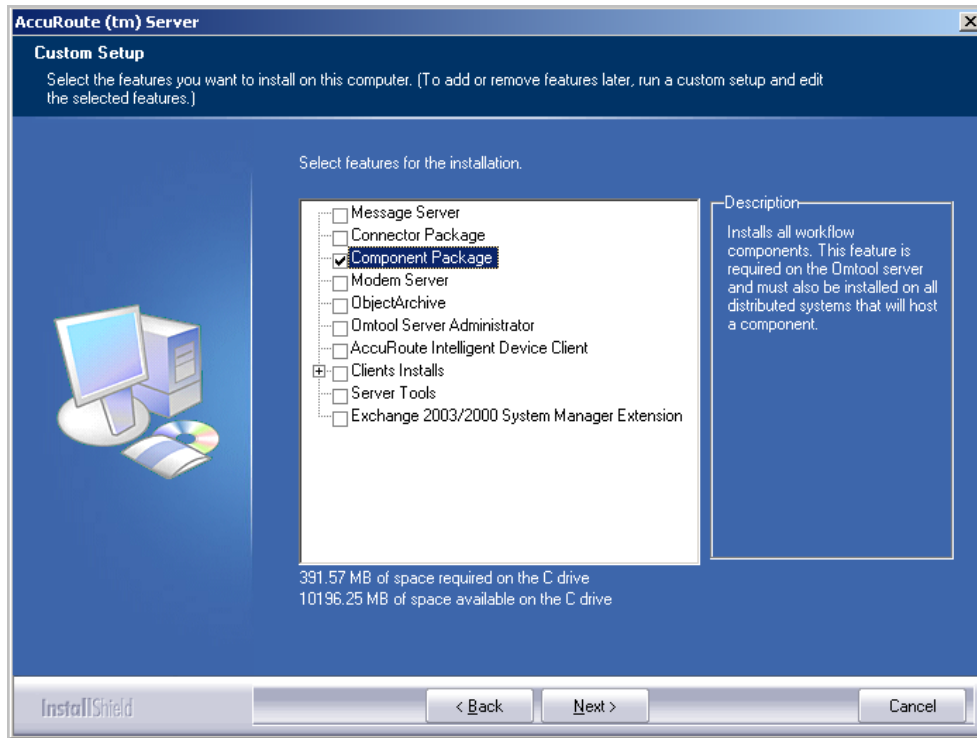 AccuRoute (tm) Server
Custom Setup
Select the features you want to install on this computer. (To add or remove features later, run a custom setup and edit
the selected features.)
Select features for the installation.
Message Server
Connector Package
Component Package
Modem Server
ObjectArchive
Omtool Server Administrator
AccuRoute Intelligent Device Client
Clients Installs
Server Tools
Exchange 2003/2000 System Manager Extension
Description
Installs all workflow
components. This feature is
required on the Omtool server
and must also be installed on all
distributed systems that will host
a component.
391.57 MB of space required on the C drive
10196.25 MB of space available on the C drive
InstallShield
< Back
Next >
Cancel